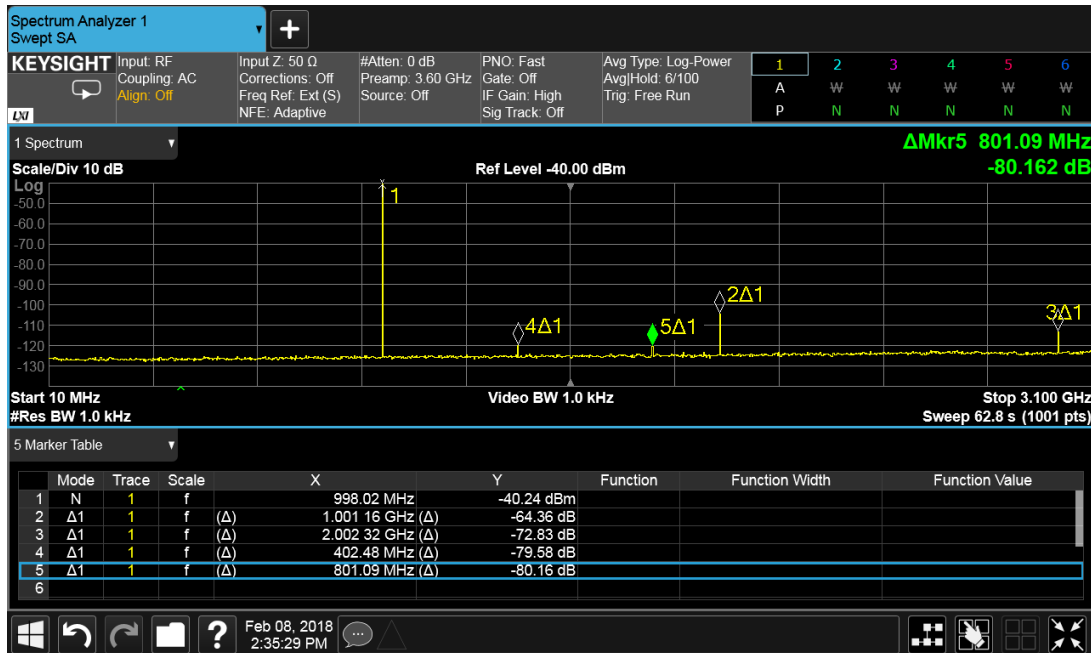 Spectrum Analyzer 1
Swept SA
+
KEYSIGHT
LXI
Input: RF
Coupling: AC
Align: Off
Input Z: 50 Ω
Corrections: Off
Freq Ref: Ext (S)
NFE: Adaptive
#Atten: 0 dB
Preamp: 3.60 GHz
Source: Off
PNO: Fast
Gate: Off
IF Gain: High
Sig Track: Off
Avg Type: Log-Power
Avg|Hold: 6/100
Trig: Free Run
1 2 3 4 5 6
A W W W W W
P N N N N N
1 Spectrum
ΔMkr5 801.09 MHz
-80.162 dB
Scale/Div 10 dB
Ref Level -40.00 dBm
Log
-50.0
-60.0
-70.0
-80.0
-90.0
-100
-110
-120
-130
1
2Δ1
3Δ1
4Δ1
5Δ1
Start 10 MHz
Video BW 1.0 kHz
Stop 3.100 GHz
#Res BW 1.0 kHz
Sweep 62.8 s (1001 pts)
5 Marker Table
Mode Trace Scale X Y Function Function Width Function Value
1 N 1 f 998.02 MHz -40.24 dBm
2 Δ1 1 f (Δ) 1.001 16 GHz (Δ) -64.36 dB
3 Δ1 1 f (Δ) 2.002 32 GHz (Δ) -72.83 dB
4 Δ1 1 f (Δ) 402.48 MHz (Δ) -79.58 dB
5 Δ1 1 f (Δ) 801.09 MHz (Δ) -80.16 dB
6
?
Feb 08, 2018
2:35:29 PM